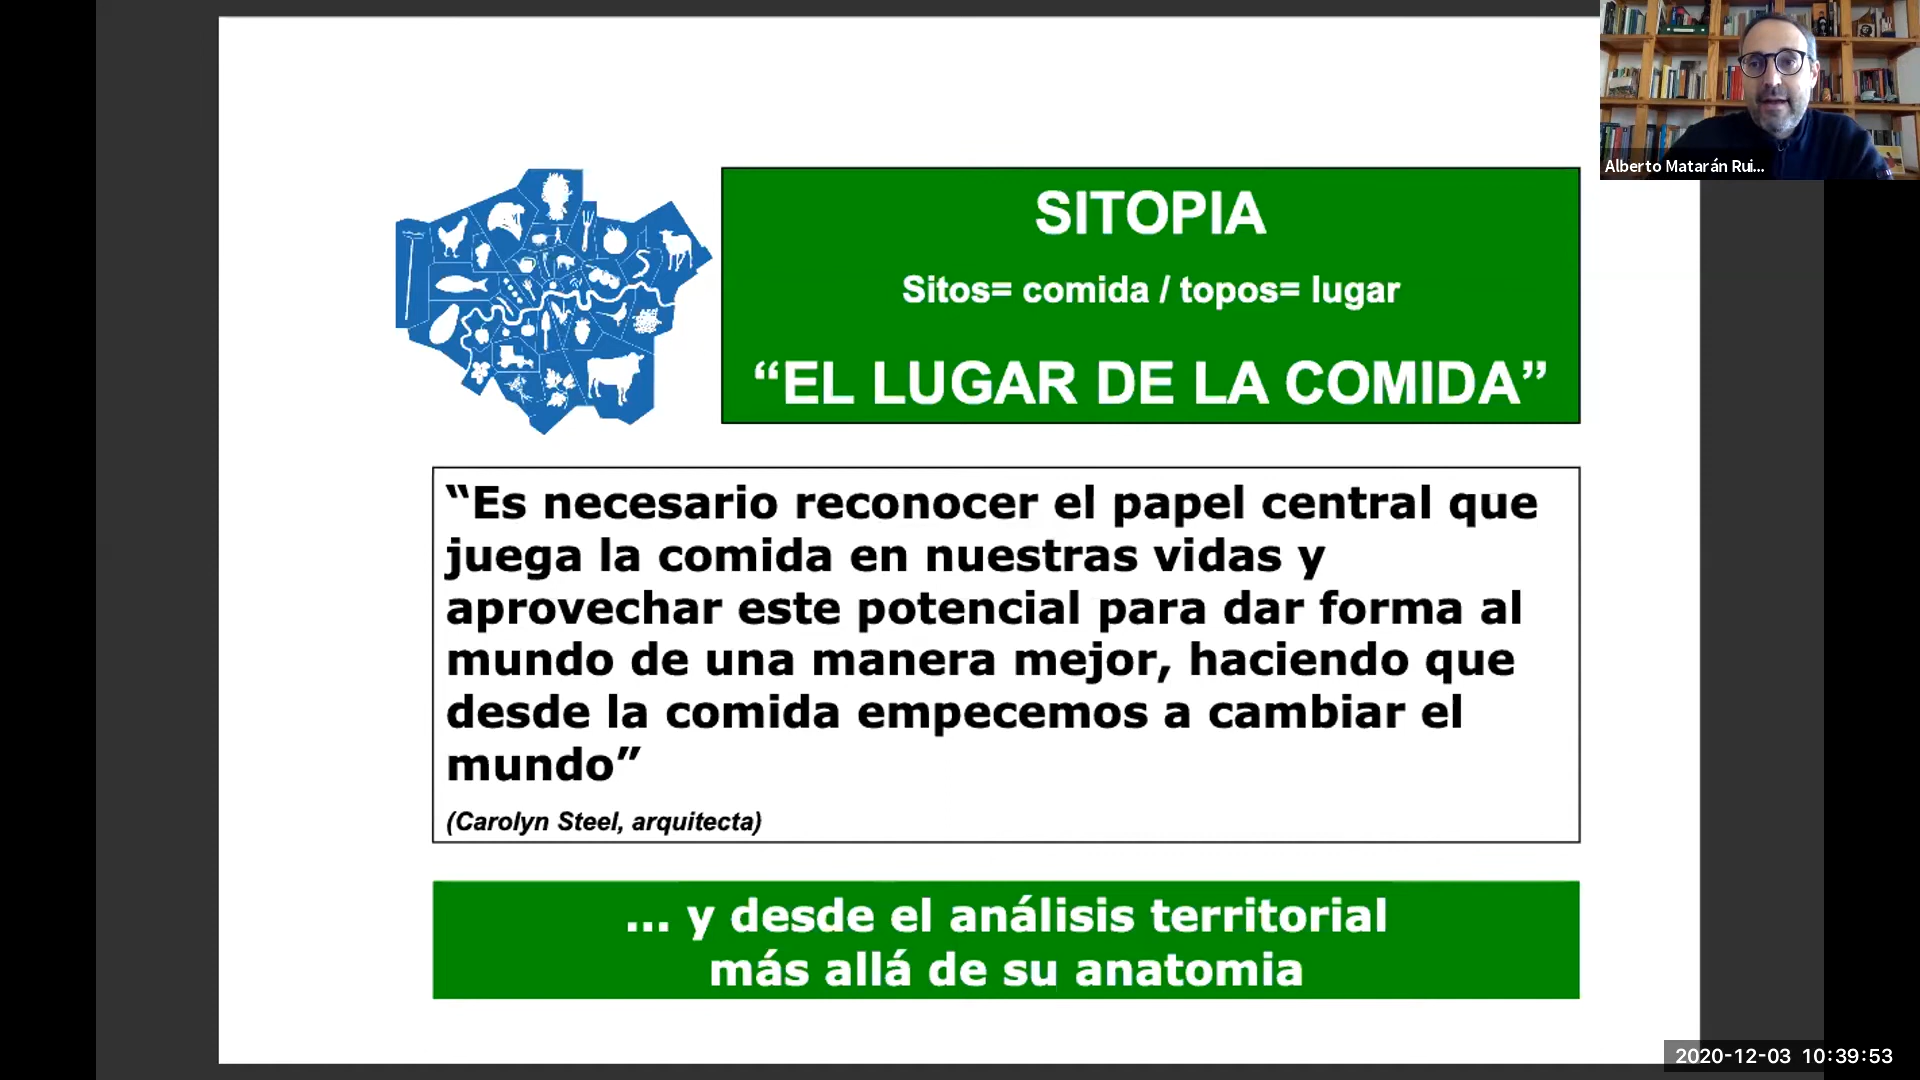 SITOPIA
Sitos= comida / topos= lugar
“EL LUGAR DE LA COMIDA”
“Es necesario reconocer el papel central que
juega la comida en nuestras vidas y
aprovechar este potencial para dar forma al
mundo de una manera mejor, haciendo que
desde la comida empecemos a cambiar el
mundo”
(Carolyn Steel, arquitecta)
... y desde el análisis territorial
más allá de su anatomia
Alberto Matarán Rui...
2020-12-03 10:39:53